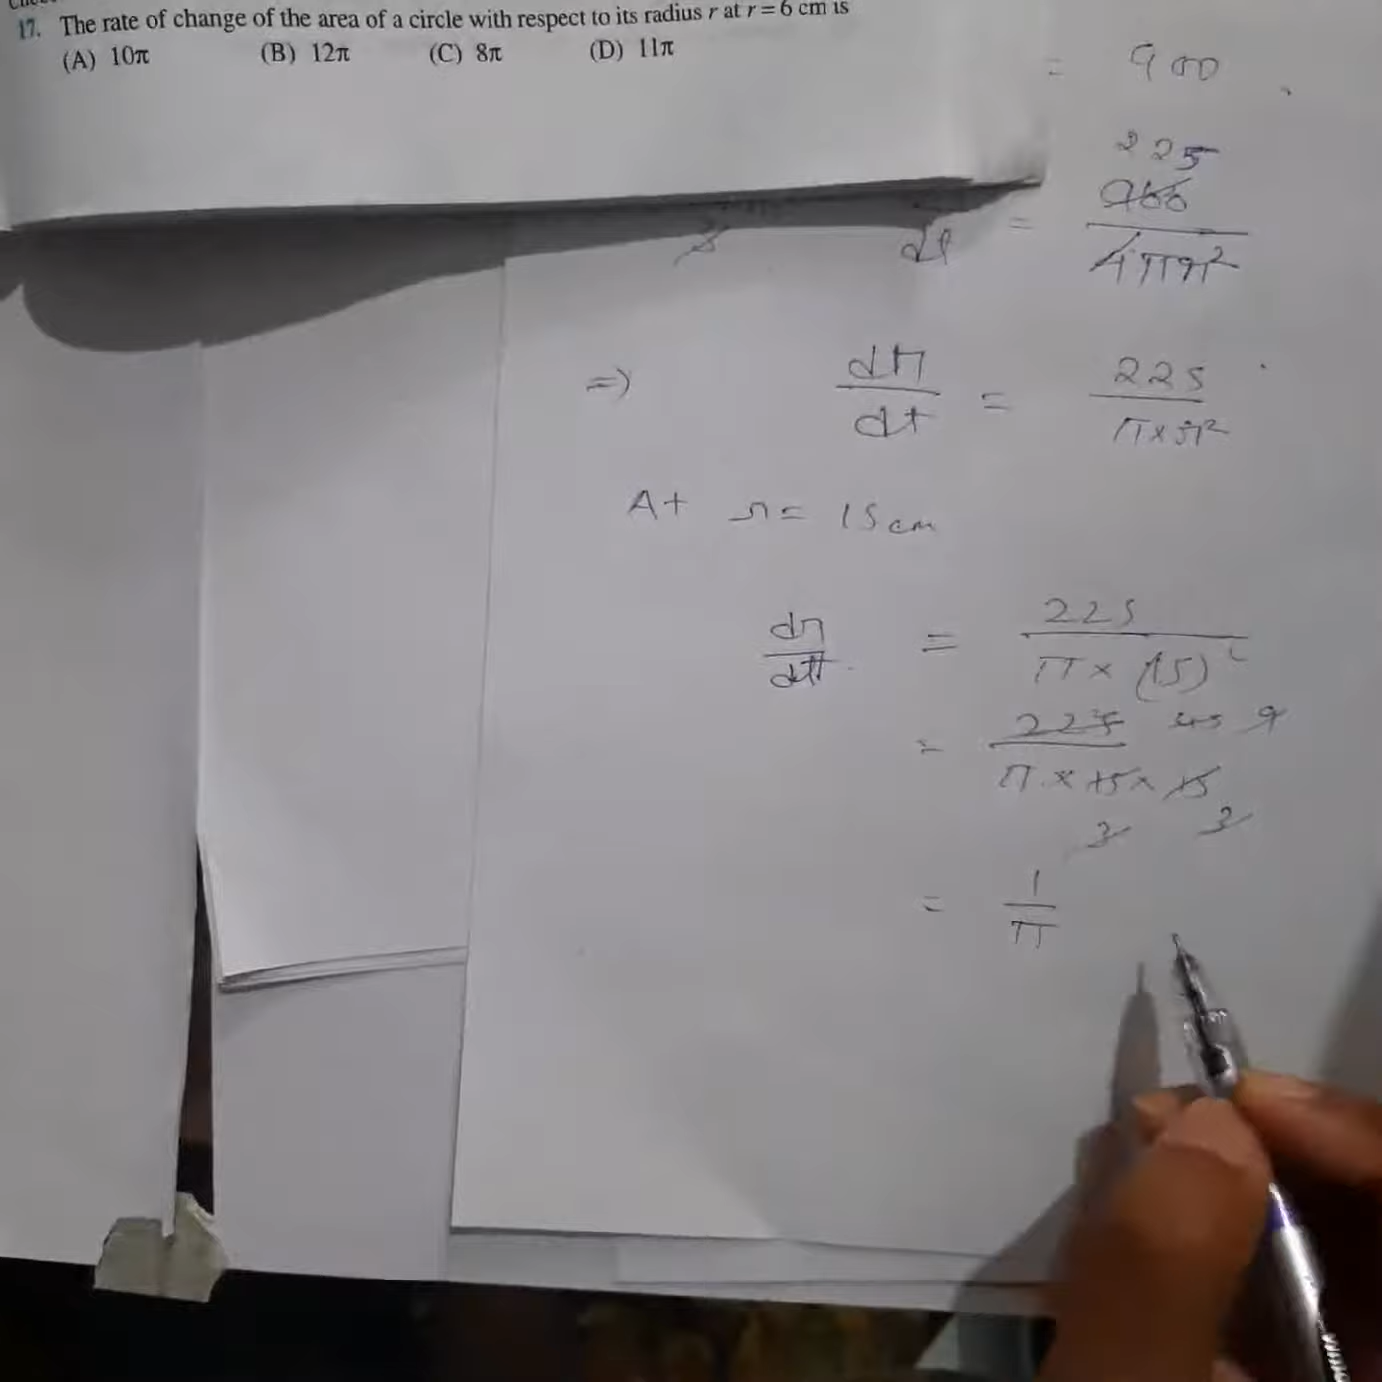 17. The rate of change of the area of a circle with respect to its radius r at r = 6 cm is
(A) 10π (B) 12π (C) 8π (D) 11π
= 900
225
= 900 / 4πr²
=> dr/dt = 225 / π×r²
At r = 15 cm
dr/dt = 225 / π × (15)²
= 225 45 9 / π × 15 × 15
3 3
= 1/π